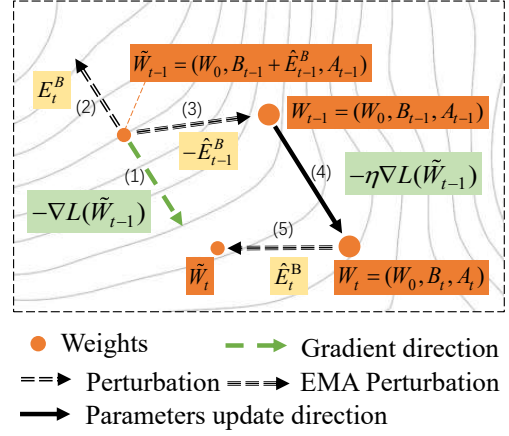 W̃_{t-1} = (W_0, B_{t-1} + Ê^B_{t-1}, A_{t-1})
E^B_t
(2)
(3)
W_{t-1} = (W_0, B_{t-1}, A_{t-1})
-Ê^B_{t-1}
(1)
(4)
-η∇L(W̃_{t-1})
-∇L(W̃_{t-1})
(5)
W̃_t
Ê^B_t
W_t = (W_0, B_t, A_t)
Weights
Gradient direction
Perturbation
EMA Perturbation
Parameters update direction